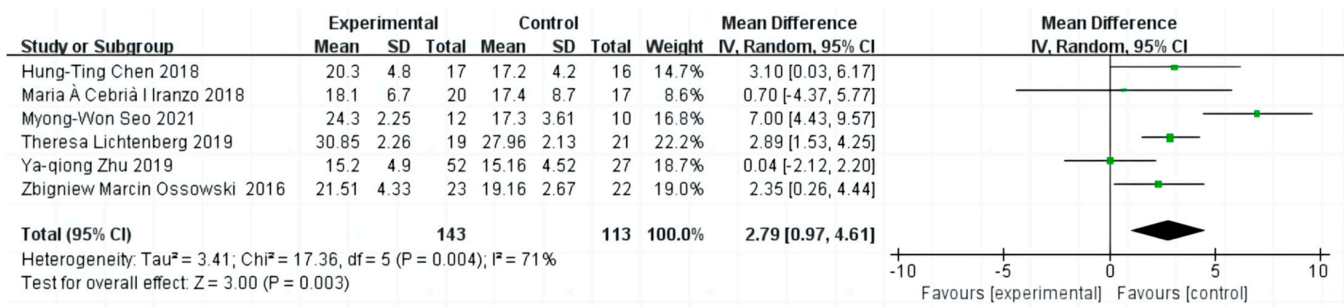 Experimental Control Mean Difference Mean Difference
Study or Subgroup Mean SD Total Mean SD Total Weight IV, Random, 95% CI IV, Random, 95% CI
Hung-Ting Chen 2018 20.3 4.8 17 17.2 4.2 16 14.7% 3.10 [0.03, 6.17]
Maria À Cebrià I Iranzo 2018 18.1 6.7 20 17.4 8.7 17 8.6% 0.70 [-4.37, 5.77]
Myong-Won Seo 2021 24.3 2.25 12 17.3 3.61 10 16.8% 7.00 [4.43, 9.57]
Theresa Lichtenberg 2019 30.85 2.26 19 27.96 2.13 21 22.2% 2.89 [1.53, 4.25]
Ya-qiong Zhu 2019 15.2 4.9 52 15.16 4.52 27 18.7% 0.04 [-2.12, 2.20]
Zbigniew Marcin Ossowski 2016 21.51 4.33 23 19.16 2.67 22 19.0% 2.35 [0.26, 4.44]
Total (95% CI) 143 113 100.0% 2.79 [0.97, 4.61]
Heterogeneity: Tau² = 3.41; Chi² = 17.36, df = 5 (P = 0.004); I² = 71%
Test for overall effect: Z = 3.00 (P = 0.003)
-10 -5 0 5 10
Favours [experimental] Favours [control]